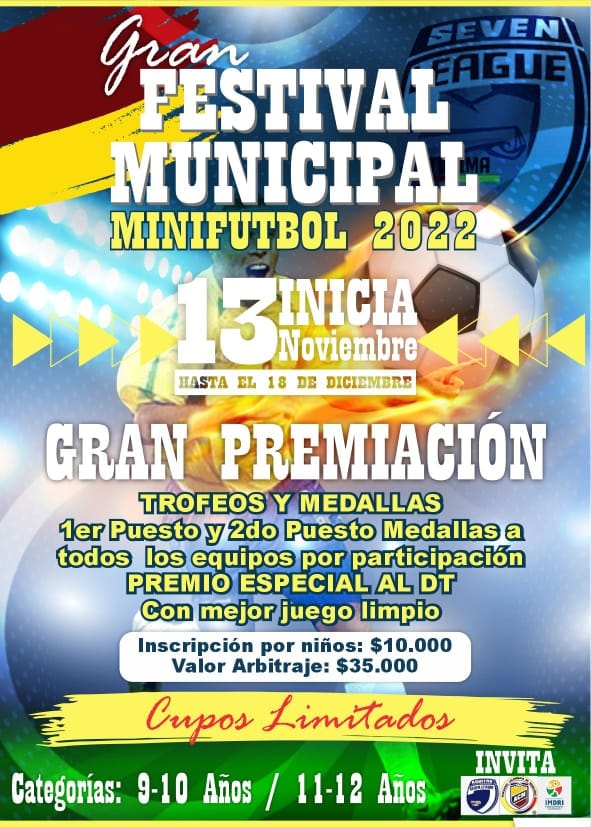 Gran
FESTIVAL
MUNICIPAL
MINIFUTBOL 2022
SEVEN
LEAGUE
13 INICIA
Noviembre
HASTA EL 18 DE DICIEMBRE
GRAN PREMIACIÓN
TROFEOS Y MEDALLAS
1er Puesto y 2do Puesto Medallas a
todos los equipos por participación
PREMIO ESPECIAL AL DT
Con mejor juego limpio
Inscripción por niños: $10.000
Valor Arbitraje: $35.000
Cupos Limitados
INVITA
Categorías: 9-10 Años / 11-12 Años
IMDRI